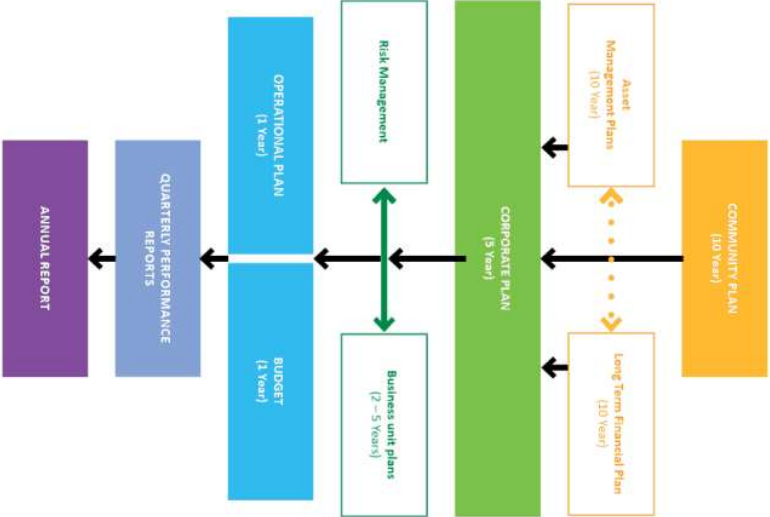 COMMUNITY PLAN
(10 Year)
Asset
Management Plans
(10 Year)
Long Term Financial Plan
(10 Year)
CORPORATE PLAN
(5 Year)
Risk Management
Business unit plans
(2 – 5 Years)
OPERATIONAL PLAN
(1 Year)
BUDGET
(1 Year)
QUARTERLY PERFORMANCE
REPORTS
ANNUAL REPORT